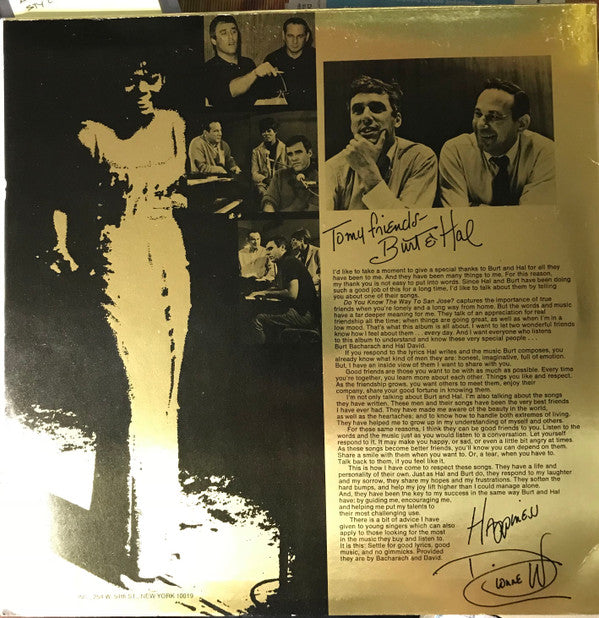 To my friends-
Burt & Hal
I'd like to take a moment to give a special thanks to Burt and Hal for all they
have been to me. And they have been many things to me. For this reason,
my thank you is not easy to put into words. Since Hal and Burt have been doing
such a good job of this for a long time, I'd like to talk about them by telling
you about one of their songs.
Do You Know The Way To San Jose? captures the importance of true
friends when you're lonely and a long way from home. But the words and music
have a far deeper meaning for me. They talk of an appreciation for real
friendship all the time; when things are going great, as well as when I'm in a
low mood. That's what this album is all about. I want to let two wonderful friends
know how I feel about them . . . every day. And I want everyone who listens
to this album to understand and know these very special people . . .
Burt Bacharach and Hal David.
If you respond to the lyrics Hal writes and the music Burt composes, you
already know what kind of men they are: honest, imaginative, full of emotion.
But, I have an inside view of them I want to share with you.
Good friends are those you want to be with as much as possible. Every time
you're together, you learn more about each other. Things you like and respect.
As the friendship grows, you want others to meet them, enjoy their
company, share your good fortune in knowing them.
I'm not only talking about Burt and Hal. I'm also talking about the songs
they have written. These men and their songs have been the very best friends
I have ever had. They have made me aware of the beauty in the world,
as well as the heartaches; and to know how to handle both extremes of living.
They have helped me to grow up in my understanding of myself and others.
For these same reasons, I think they can be good friends to you. Listen to the
words and the music just as you would listen to a conversation. Let yourself
respond to it. It may make you happy, or sad, or even a little bit angry at times.
As these songs become better friends, you'll know you can depend on them.
Share a smile with them when you want to. Or, a tear, when you have to.
Talk back to them, if you feel like it.
This is how I have come to respect these songs. They have a life and
personality of their own. Just as Hal and Burt do, they respond to my laughter
and my sorrow, they share my hopes and my frustrations. They soften the
hard bumps, and help my joy lift higher than I could manage alone.
And, they have been the key to my success in the same way Burt and Hal
have; by guiding me, encouraging me,
and helping me put my talents to
their most challenging use.
There is a bit of advice I have
given to young singers which can also
apply to those looking for the most
in the music they buy and listen to.
It is this: Settle for good lyrics, good
music, and no gimmicks. Provided
they are by Bacharach and David.
Happiness
Dionne W
254 W. 54th ST., NEW YORK 10019